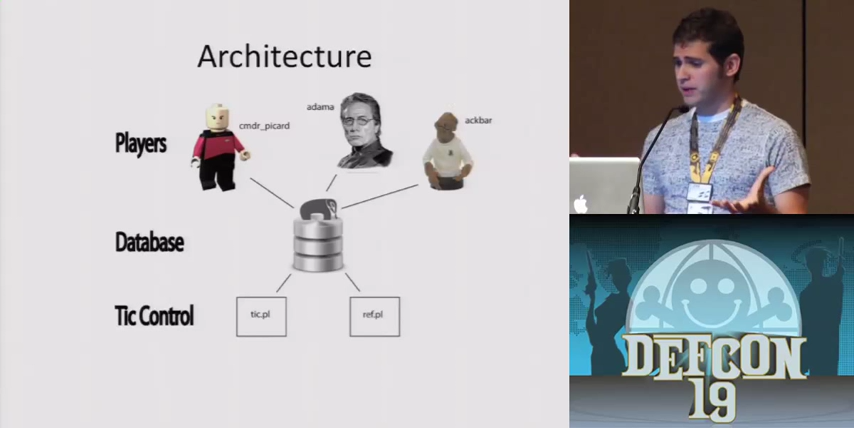 Architecture
Players
cmdr_picard
adama
ackbar
Database
Tic Control
tic.pl
ref.pl
DEFCON
19